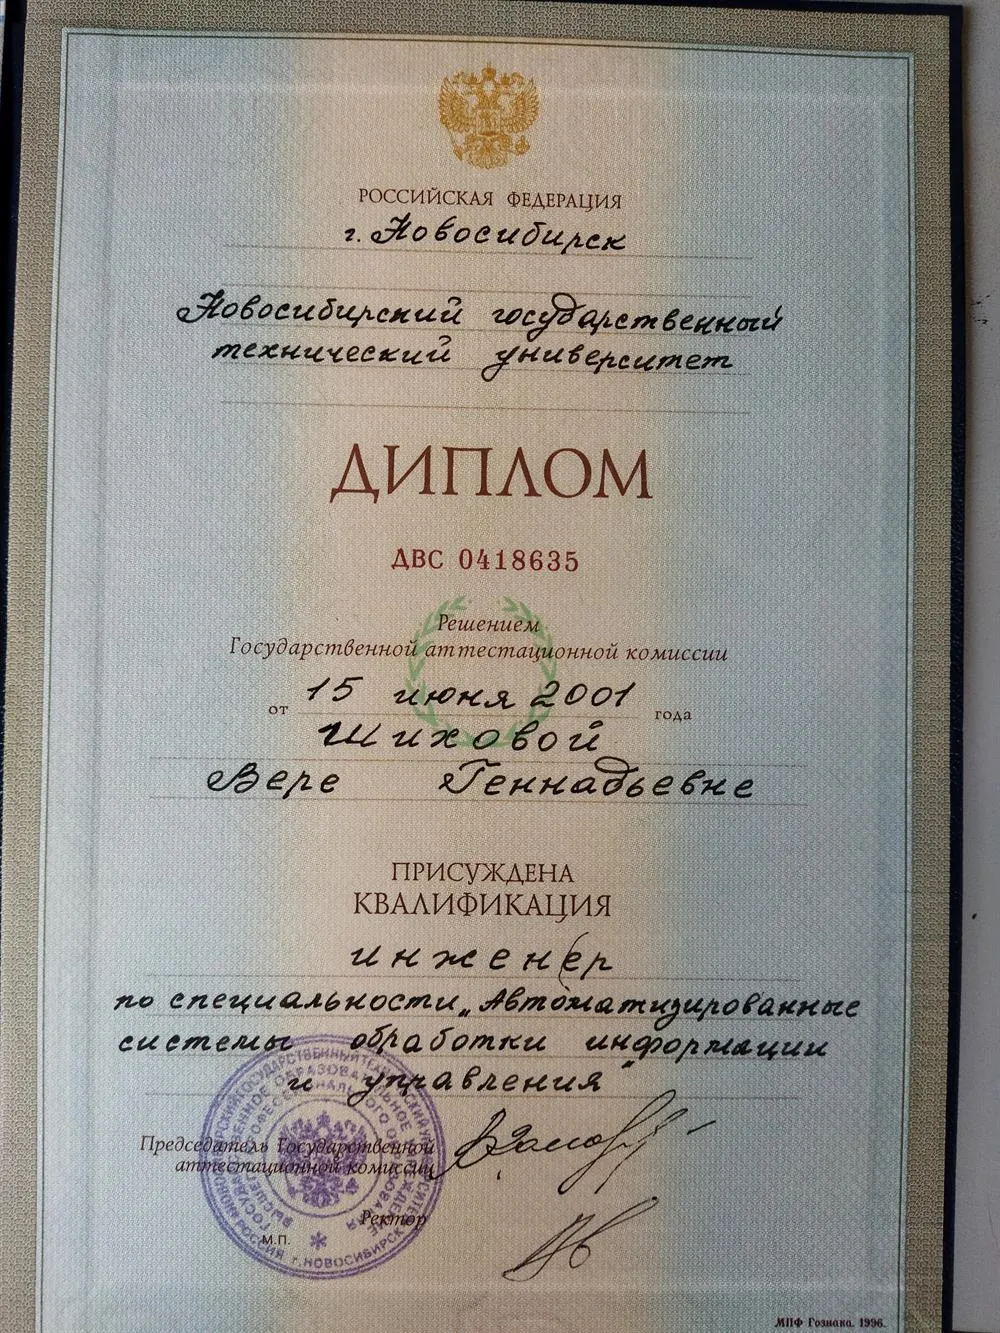 РОССИЙСКАЯ ФЕДЕРАЦИЯ
г. Новосибирск
Новосибирский государственный
технический университет
ДИПЛОМ
ДВС 0418635
Решением
Государственной аттестационной комиссии
от 15 июня 2001 года
Шиховой
Вере Геннадьевне
ПРИСУЖДЕНА
КВАЛИФИКАЦИЯ
инженер
по специальности „Автоматизированные
системы обработки информации
и управления"
Председатель Государственной
аттестационной комиссии
Ректор
М.П.
г. НОВОСИБИРСК
МПФ Гознака. 1996.